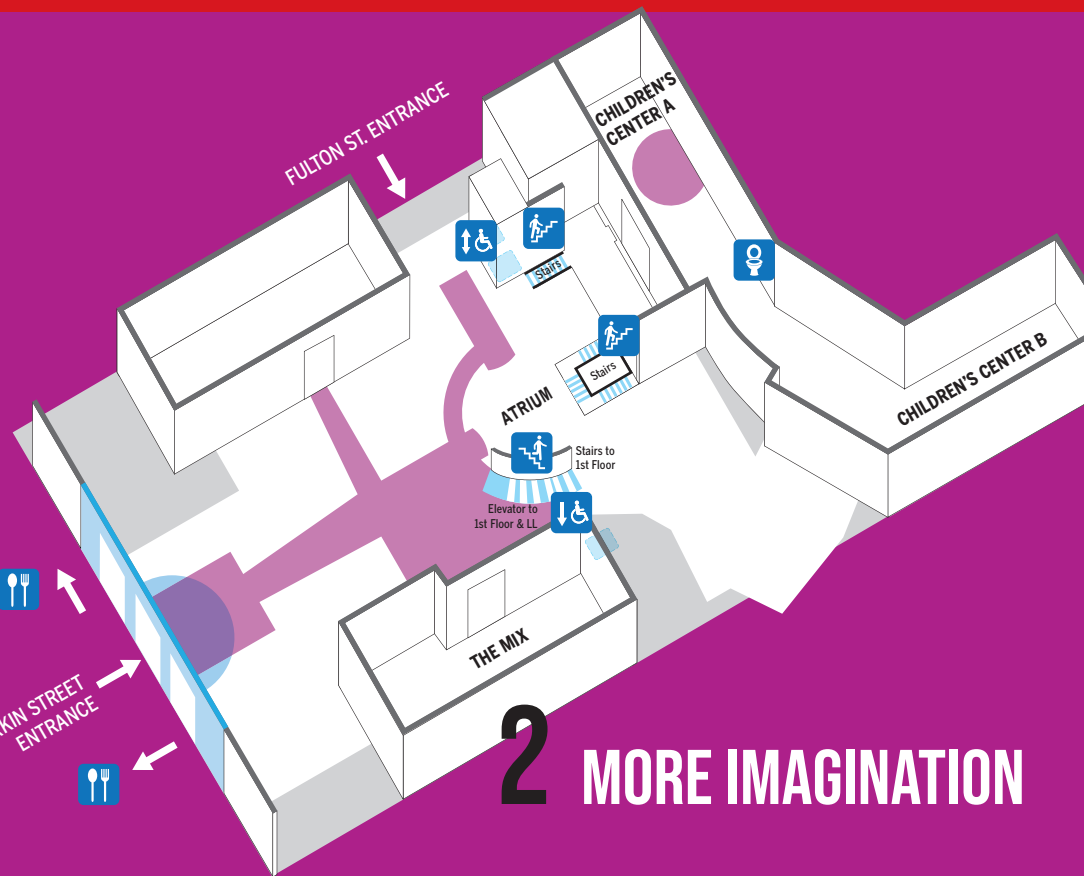 FULTON ST. ENTRANCE
CHILDREN'S
CENTER A
Stairs
Stairs
ATRIUM
CHILDREN'S CENTER B
Stairs to
1st Floor
Elevator to
1st Floor & LL
THE MIX
STREET
ENTRANCE
2 MORE IMAGINATION